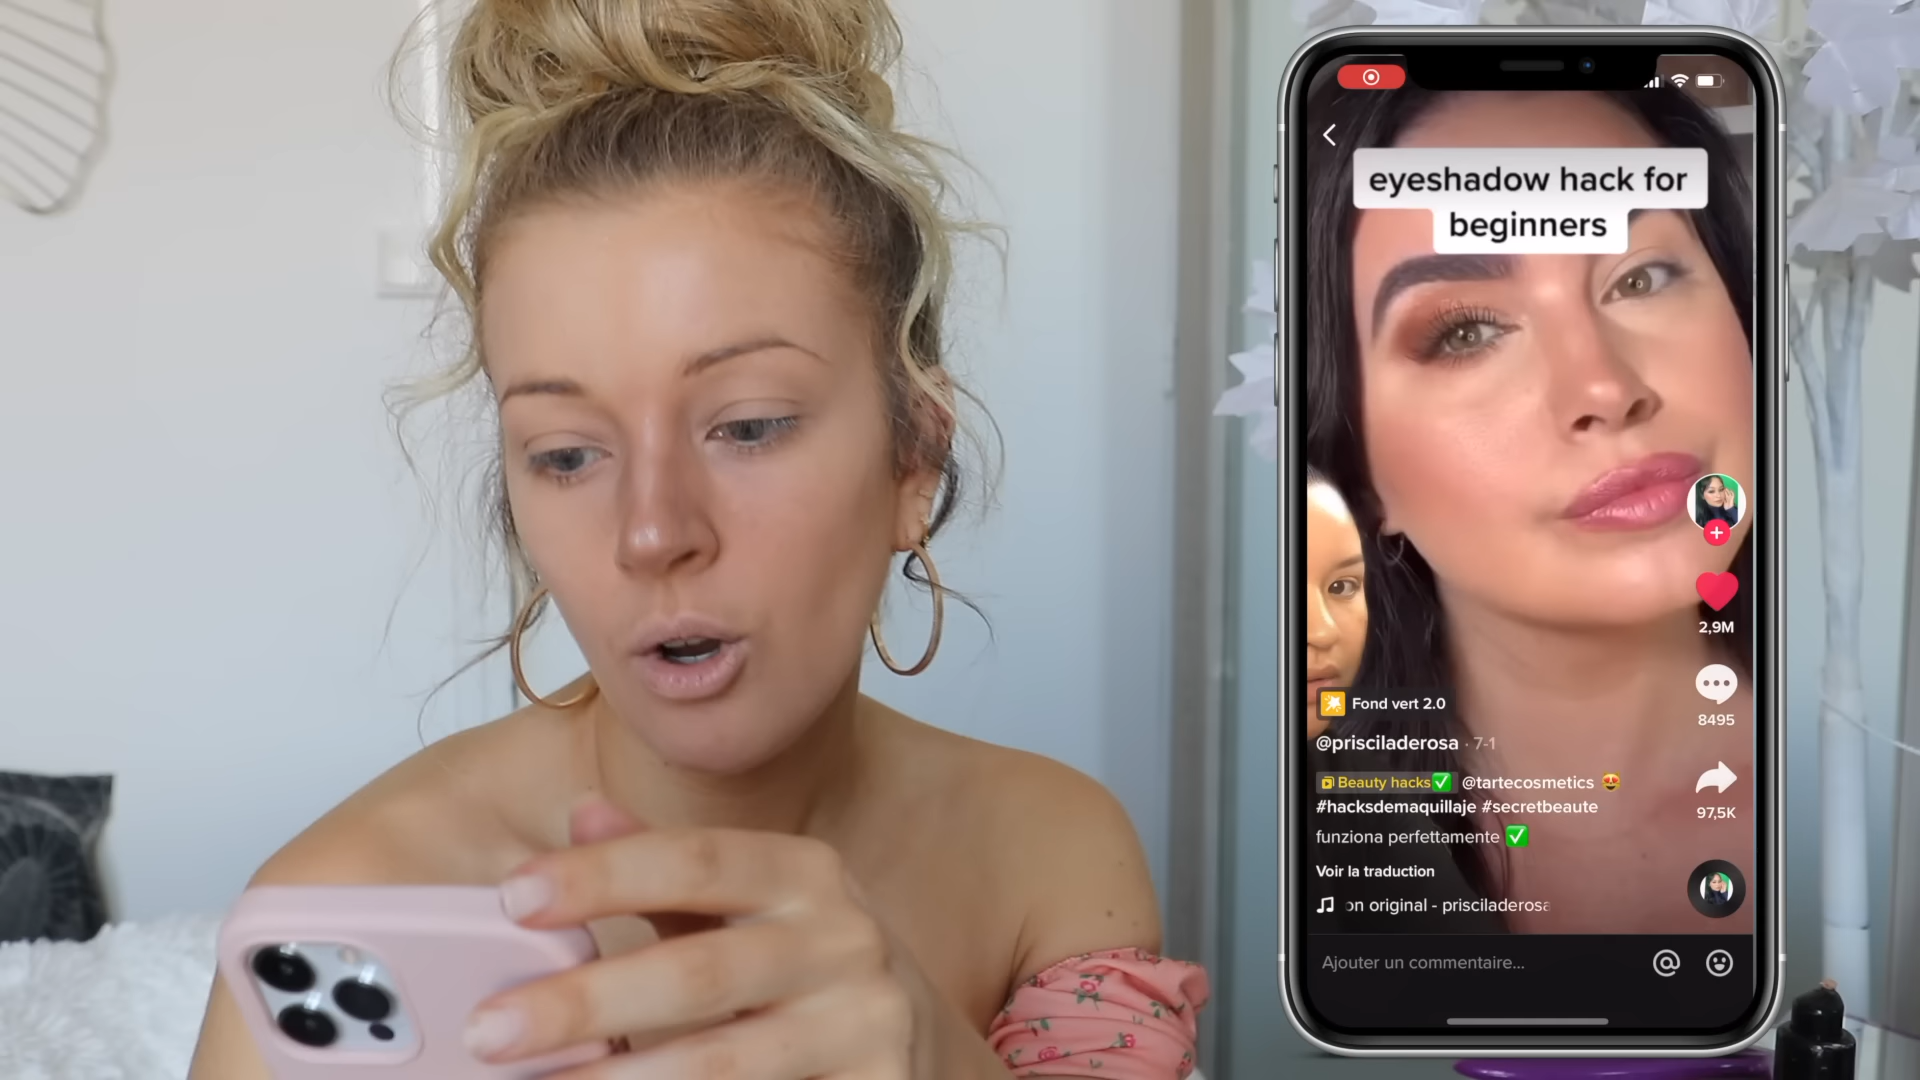 eyeshadow hack for
beginners
2,9M
8495
97,5K
Fond vert 2.0
@prisciladerosa · 7-1
Beauty hacks✅ @tartecosmetics 😍
#hacksdemaquillaje #secretbeaute
funziona perfettamente ✅
Voir la traduction
on original - prisciladerosa
Ajouter un commentaire...